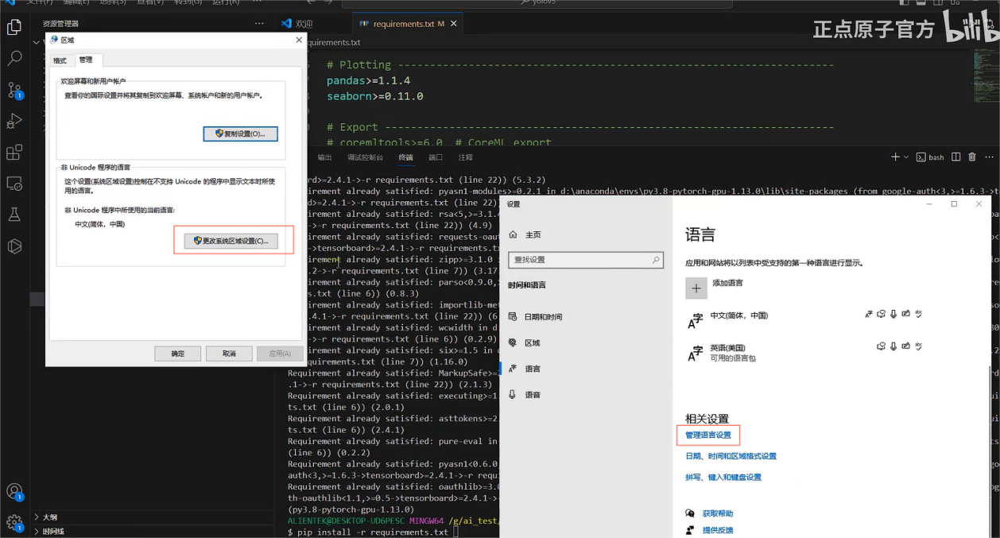 文件(F) 编辑(E) 选择(S) 查看(V) 转到(G) 运行(R) ···
yolov5
资源管理器 ···
欢迎
requirements.txt M
正点原子官方
bilibili
quirements.txt
# Plotting
pandas>=1.1.4
seaborn>=0.11.0
# Export
# coremltools>=6.0 # CoreML export
区域
格式
管理
欢迎屏幕和新用户帐户
查看你的国际设置并将其复制到欢迎屏幕、系统帐户和新的用户帐户。
复制设置(O)...
非 Unicode 程序的语言
这个设置(系统区域设置)控制在不支持 Unicode 的程序中显示文本时所使
用的语言。
非 Unicode 程序中所使用的当前语言:
中文(简体，中国)
更改系统区域设置(C)...
确定
取消
应用(A)
输出 调试控制台 终端 端口 注释
bash
rd>=2.4.1->-r requirements.txt (line 22)) (5.3.2)
irement already satisfied: pyasn1-modules>=0.2.1 in d:\anaconda\envs\py3.8-pytorch-gpu-1.13.0\lib\site-packages (from google-auth<3,>=1.6.3->t
d>=2.4.1->-r requirements.txt (line 22)
irement already satisfied: rsa<5,>=3.1.4
->-r requirements.txt (line 22)) (4.9)
irement already satisfied: requests-oaut
->tensorboard>=2.4.1->-r requirements.tx
irement already satisfied: zipp>=3.1.0
.2->-r requirements.txt (line 7)) (3.17.
irement already satisfied: parso<0.9.0,>
s.txt (line 6)) (0.8.3)
irement already satisfied: importlib-met
.4.1->-r requirements.txt (line 22)) (6
irement already satisfied: wcwidth in d
->-r requirements.txt (line 6)) (0.2.9)
irement already satisfied: six>=1.5 in
quirements.txt (line 7)) (1.16.0)
Requirement already satisfied: MarkupSafe>=
.1->-r requirements.txt (line 22)) (2.1.3)
Requirement already satisfied: executing>=1
ts.txt (line 6)) (2.0.1)
Requirement already satisfied: asttokens>=2.
ts.txt (line 6)) (2.4.1)
Requirement already satisfied: pure-eval in
(line 6)) (0.2.2)
Requirement already satisfied: pyasn1<0.6.0
auth<3,>=1.6.3->tensorboard>=2.4.1->-r requi
Requirement already satisfied: oauthlib>=3.0
th-oauthlib<1.1,>=0.5->tensorboard>=2.4.1->-
(py3.8-pytorch-gpu-1.13.0)
ALIENTEK@DESKTOP-UD6PESC MINGW64 /g/ai_test/
$ pip install -r requirements.txt
设置
主页
查找设置
时间和语言
日期和时间
区域
语言
语音
语言
应用和网站将以列表中受支持的第一种语言进行显示。
添加语言
中文(简体，中国)
英语(美国)
可用的语言包
相关设置
管理语言设置
日期、时间和区域格式设置
拼写、键入和键盘设置
获取帮助
提供反馈
大纲
时间线